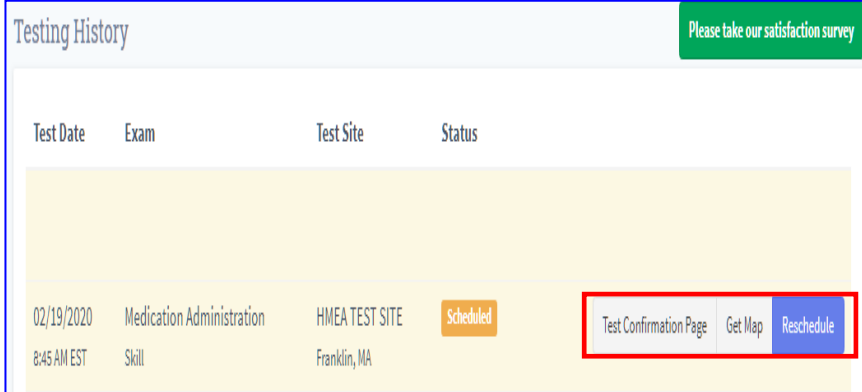 Testing History
Please take our satisfaction survey
Test Date Exam Test Site Status
02/19/2020 Medication Administration HMEA TEST SITE Scheduled Test Confirmation Page Get Map Reschedule
8:45 AM EST Skill Franklin, MA